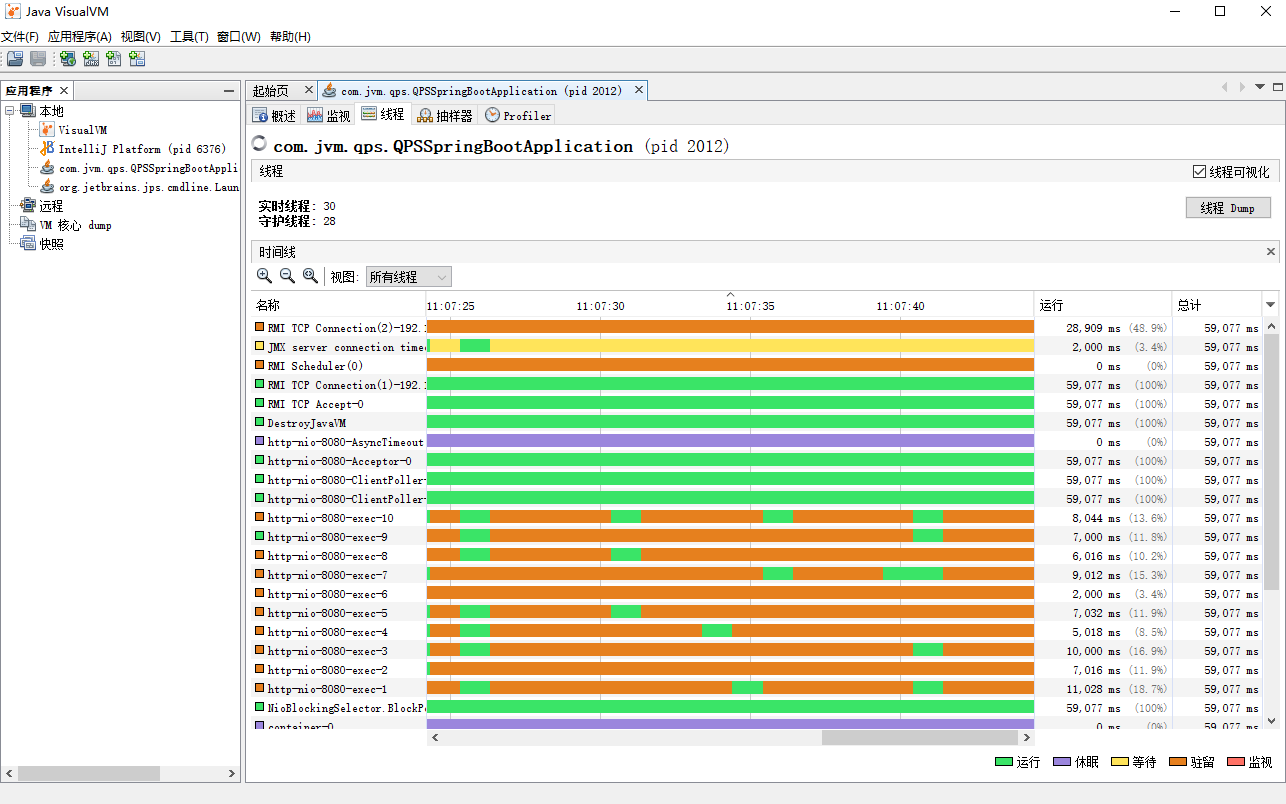 Java VisualVM
文件(F) 应用程序(A) 视图(V) 工具(T) 窗口(W) 帮助(H)
应用程序
本地
VisualVM
IntelliJ Platform (pid 6376)
com.jvm.qps.QPSSpringBootAppli
org.jetbrains.jps.cmdline.Laun
远程
VM 核心 dump
快照
起始页 com.jvm.qps.QPSSpringBootApplication (pid 2012)
概述 监视 线程 抽样器 Profiler
com.jvm.qps.QPSSpringBootApplication (pid 2012)
线程 线程可视化
实时线程: 30
守护线程: 28
线程 Dump
时间线
视图: 所有线程
名称 11:07:25 11:07:30 11:07:35 11:07:40 运行 总计
RMI TCP Connection(2)-192. 28,909 ms (48.9%) 59,077 ms
JMX server connection time 2,000 ms (3.4%) 59,077 ms
RMI Scheduler(0) 0 ms (0%) 59,077 ms
RMI TCP Connection(1)-192. 59,077 ms (100%) 59,077 ms
RMI TCP Accept-0 59,077 ms (100%) 59,077 ms
DestroyJavaVM 59,077 ms (100%) 59,077 ms
http-nio-8080-AsyncTimeout 0 ms (0%) 59,077 ms
http-nio-8080-Acceptor-0 59,077 ms (100%) 59,077 ms
http-nio-8080-ClientPoller- 59,077 ms (100%) 59,077 ms
http-nio-8080-ClientPoller- 59,077 ms (100%) 59,077 ms
http-nio-8080-exec-10 8,044 ms (13.6%) 59,077 ms
http-nio-8080-exec-9 7,000 ms (11.8%) 59,077 ms
http-nio-8080-exec-8 6,016 ms (10.2%) 59,077 ms
http-nio-8080-exec-7 9,012 ms (15.3%) 59,077 ms
http-nio-8080-exec-6 2,000 ms (3.4%) 59,077 ms
http-nio-8080-exec-5 7,032 ms (11.9%) 59,077 ms
http-nio-8080-exec-4 5,018 ms (8.5%) 59,077 ms
http-nio-8080-exec-3 10,000 ms (16.9%) 59,077 ms
http-nio-8080-exec-2 7,016 ms (11.9%) 59,077 ms
http-nio-8080-exec-1 11,028 ms (18.7%) 59,077 ms
NioBlockingSelector.BlockPo 59,077 ms (100%) 59,077 ms
container-0 0 ms (0%) 59,077 ms
运行 休眠 等待 驻留 监视